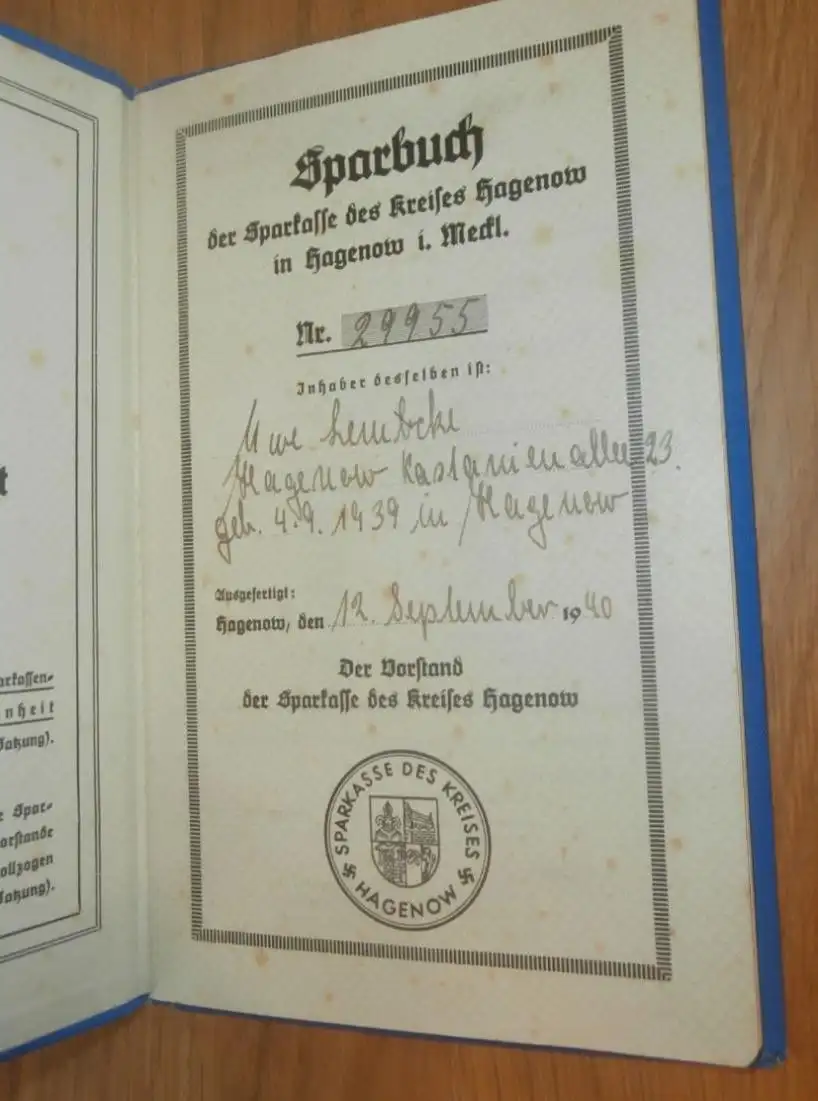 Sparbuch
der Sparkasse des Kreises Hagenow
in Hagenow i. Meckl.
Nr. 29955
Inhaber desselben ist:
Uwe Lembcke
Hagenow Kastanienallee 23.
geb. 4.9.1939 in Hagenow
Ausgefertigt:
Hagenow, den 12. September 1940
Der Vorstand
der Sparkasse des Kreises Hagenow
SPARKASSE DES KREISES
HAGENOW